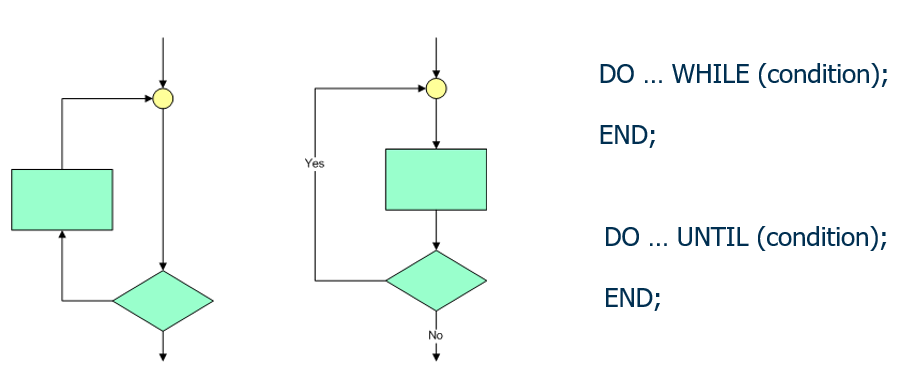 DO ... WHILE (condition);
END;
Yes
DO ... UNTIL (condition);
END;
No